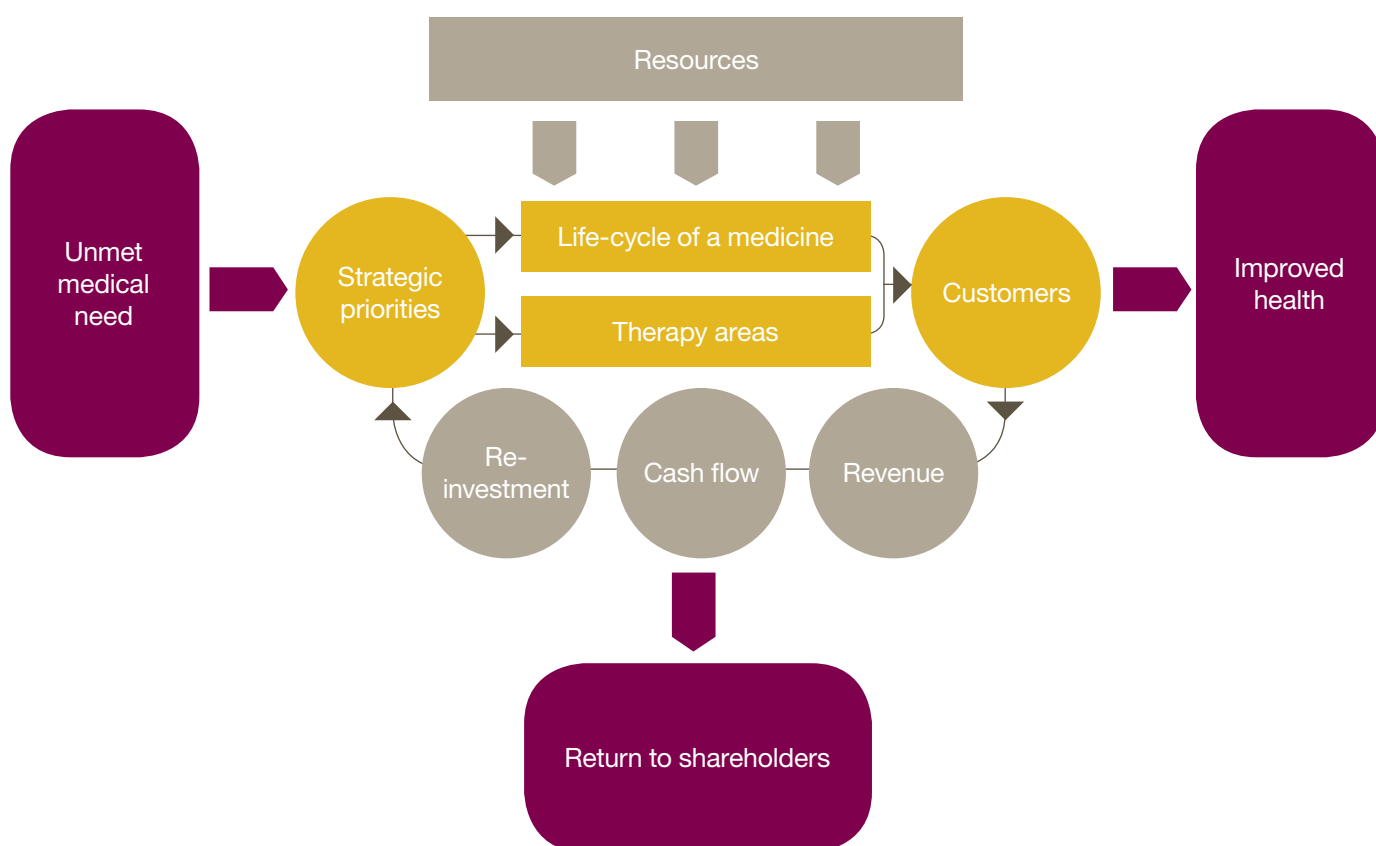 Resources
Unmet
medical
need
Strategic
priorities
Life-cycle of a medicine
Therapy areas
Customers
Improved
health
Re-
investment
Cash flow
Revenue
Return to shareholders